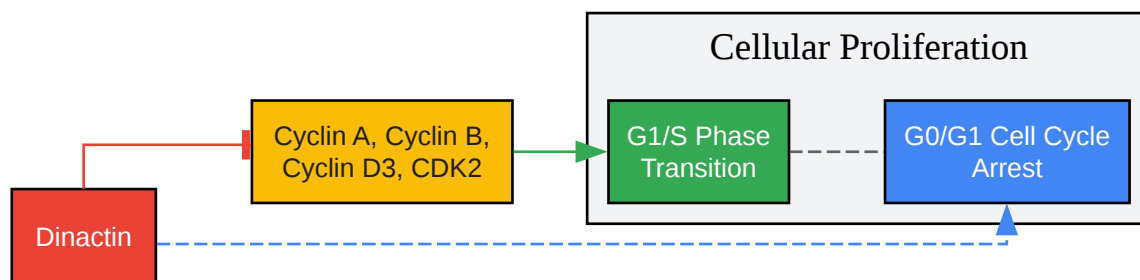 Cellular Proliferation
Cyclin A, Cyclin B,
Cyclin D3, CDK2
G1/S Phase
Transition
G0/G1 Cell Cycle
Arrest
Dinactin